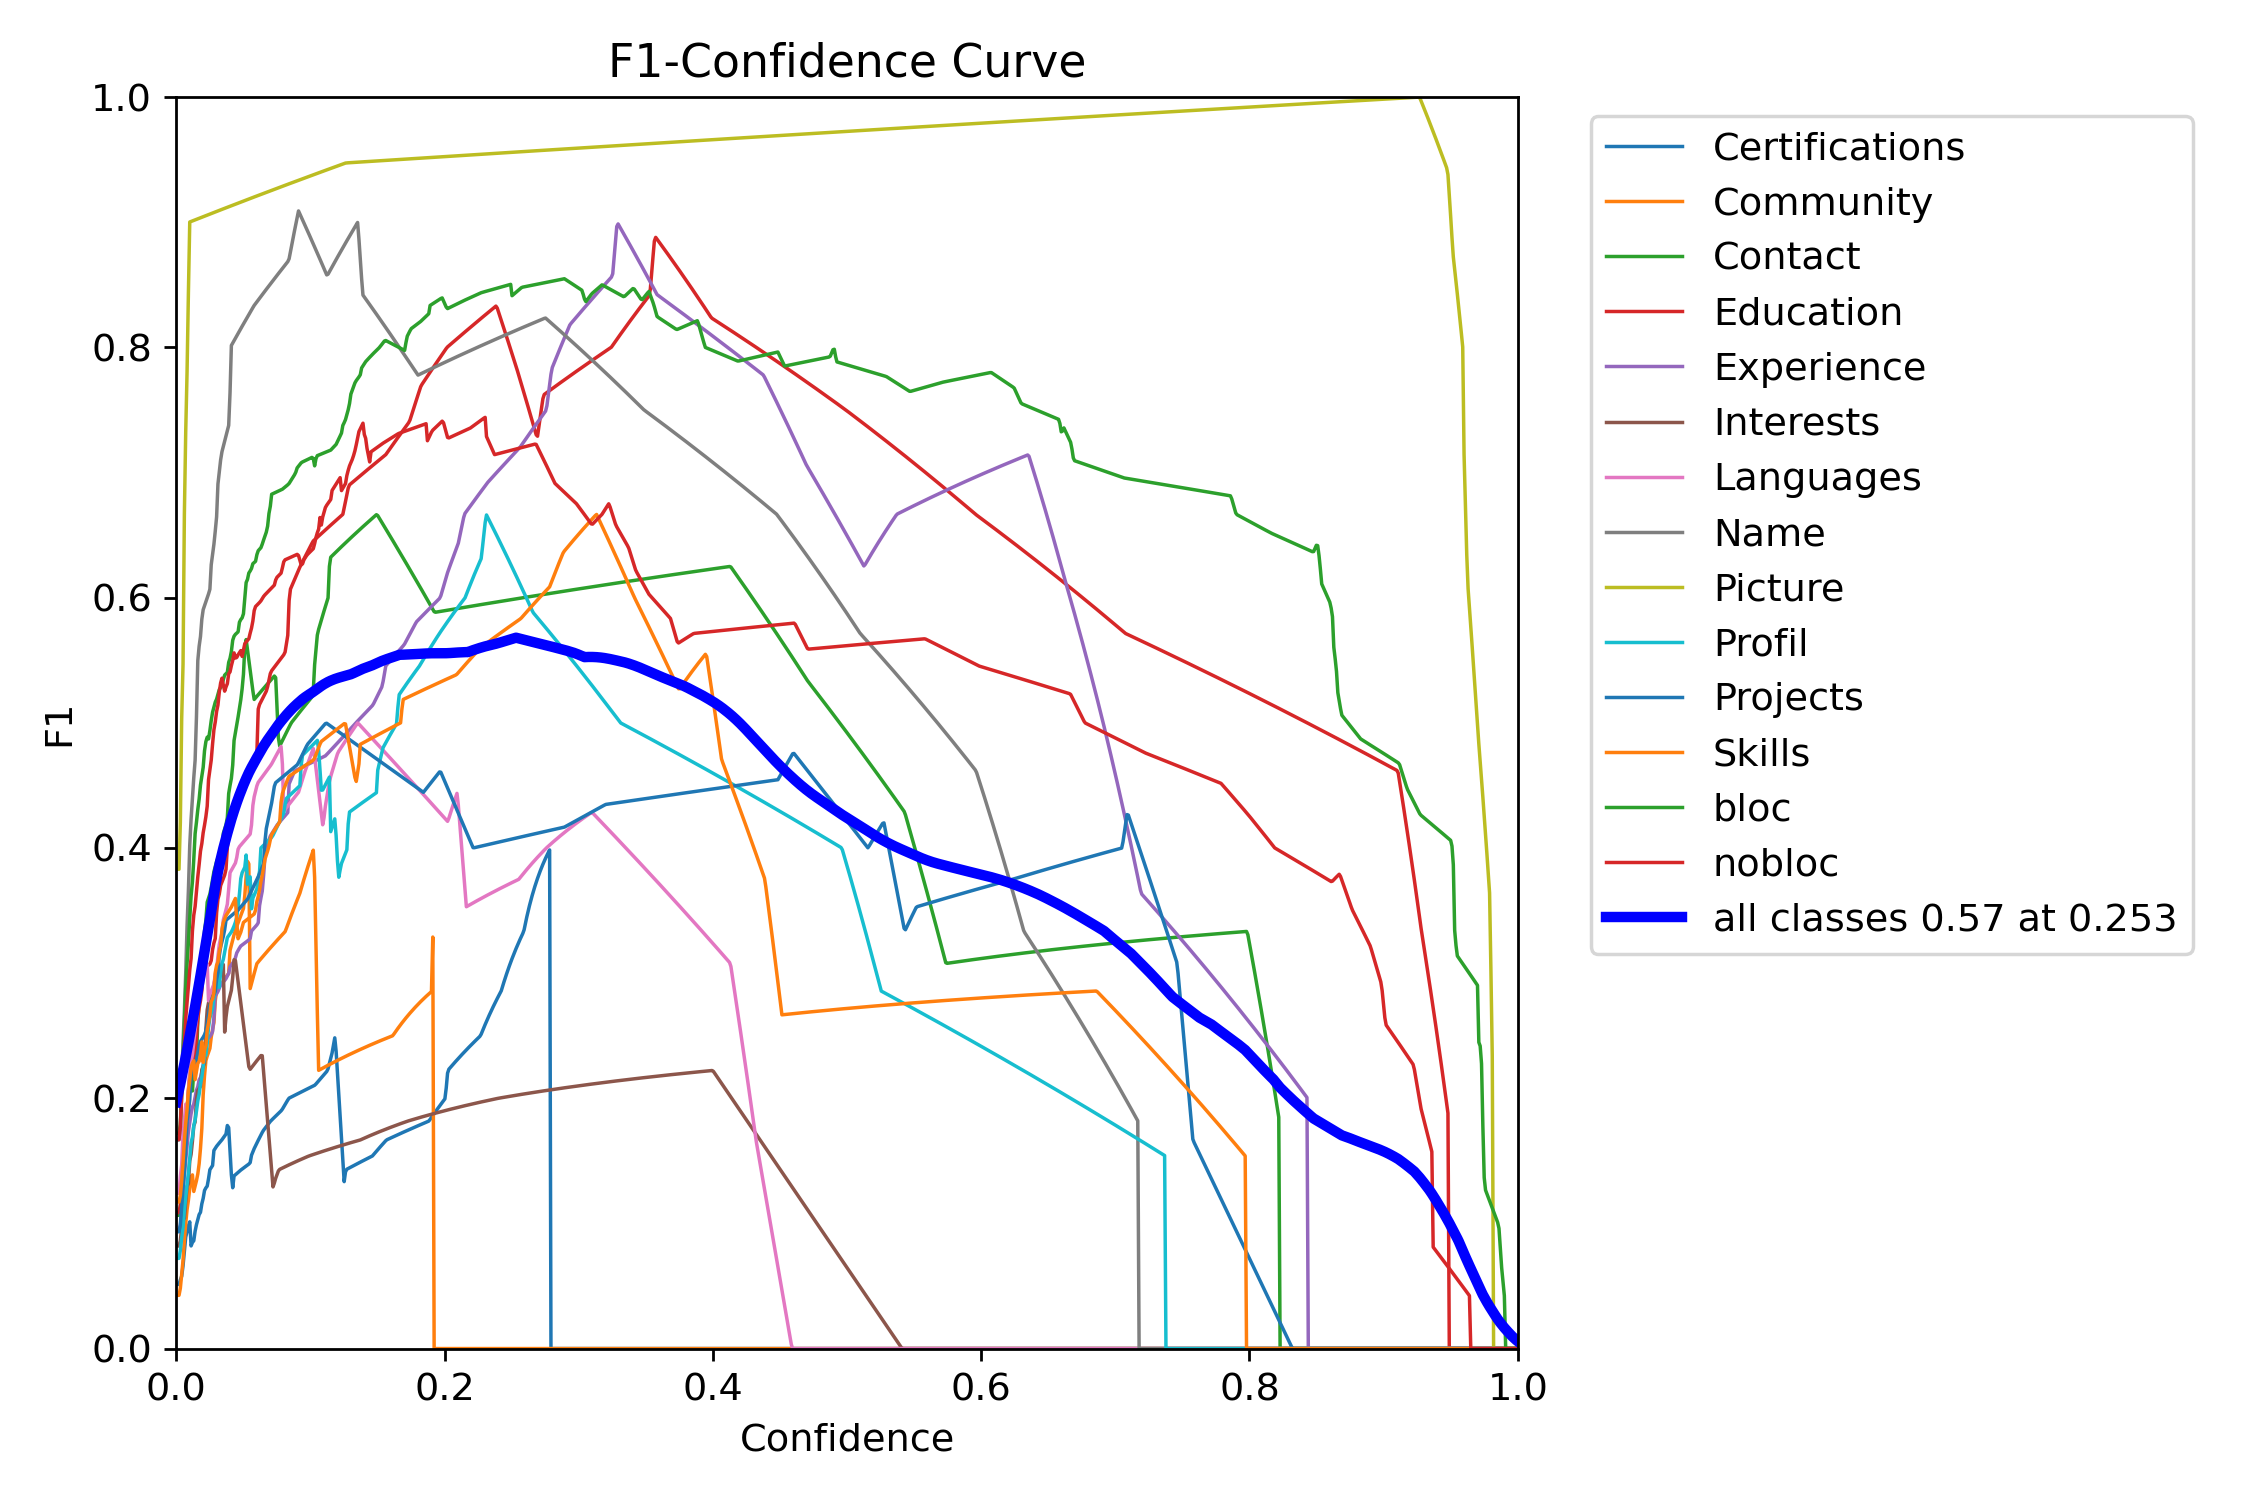 F1-Confidence Curve
1.0
0.8
0.6
0.4
0.2
0.0
F1
0.0 0.2 0.4 0.6 0.8 1.0
Confidence
Certifications
Community
Contact
Education
Experience
Interests
Languages
Name
Picture
Profil
Projects
Skills
bloc
nobloc
all classes 0.57 at 0.253